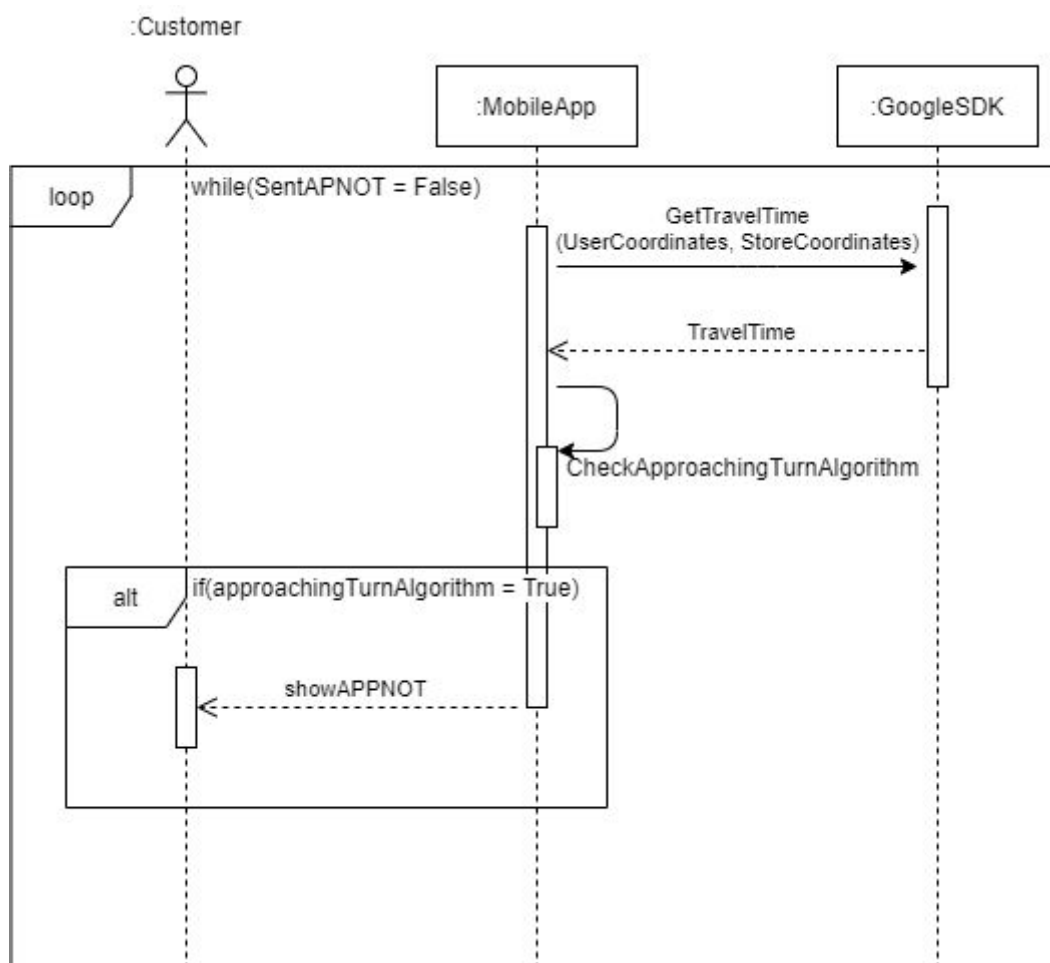 :Customer
:MobileApp
:GoogleSDK
loop
while(SentAPNOT = False)
GetTravelTime
(UserCoordinates, StoreCoordinates)
TravelTime
CheckApproachingTurnAlgorithm
alt
if(approachingTurnAlgorithm = True)
showAPPNOT